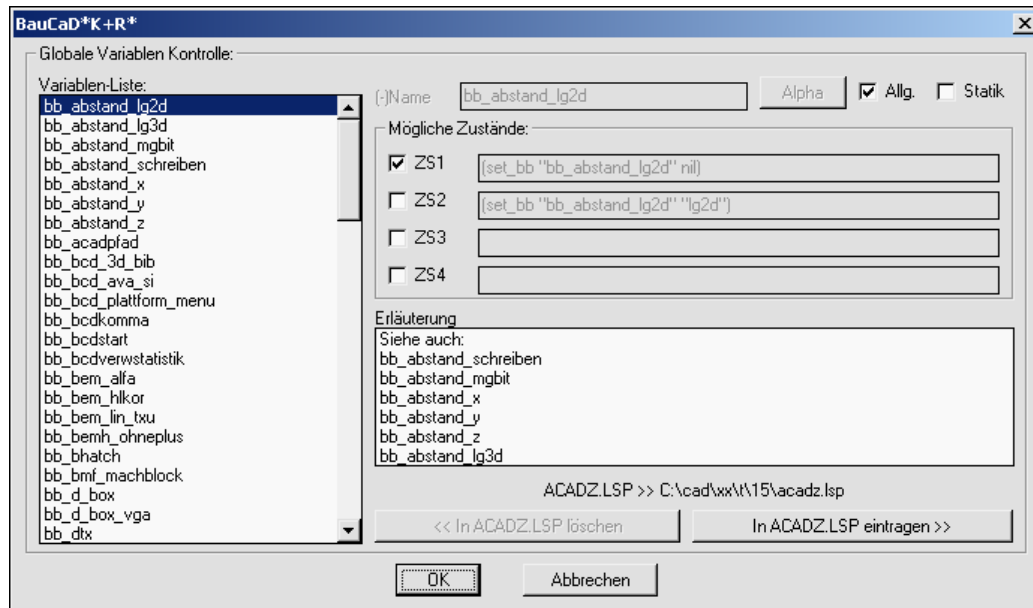 BauCaD*K+R*
Globale Variablen Kontrolle:
Variablen-Liste:
bb_abstand_lg2d
bb_abstand_lg3d
bb_abstand_mgbit
bb_abstand_schreiben
bb_abstand_x
bb_abstand_y
bb_abstand_z
bb_acadpfad
bb_bcd_3d_bib
bb_bcd_ava_si
bb_bcd_plattform_menu
bb_bcdkomma
bb_bcdstart
bb_bcdverwstatistik
bb_bem_alfa
bb_bem_hlkor
bb_bem_lin_txu
bb_bemh_ohneplus
bb_bhatch
bb_bmf_machblock
bb_d_box
bb_d_box_vga
bb_dtx
(-)Name bb_abstand_lg2d Alpha Allg. Statik
Mögliche Zustände:
ZS1 (set_bb "bb_abstand_lg2d" nil)
ZS2 (set_bb "bb_abstand_lg2d" "lg2d")
ZS3
ZS4
Erläuterung
Siehe auch:
bb_abstand_schreiben
bb_abstand_mgbit
bb_abstand_x
bb_abstand_y
bb_abstand_z
bb_abstand_lg3d
ACADZ.LSP >> C:\cad\xx\t\15\acadz.lsp
<< In ACADZ.LSP löschen In ACADZ.LSP eintragen >>
OK Abbrechen